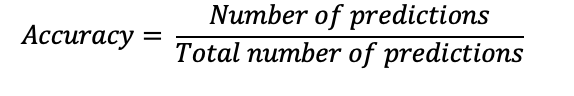 Accuracy = Number of predictions / Total number of predictions